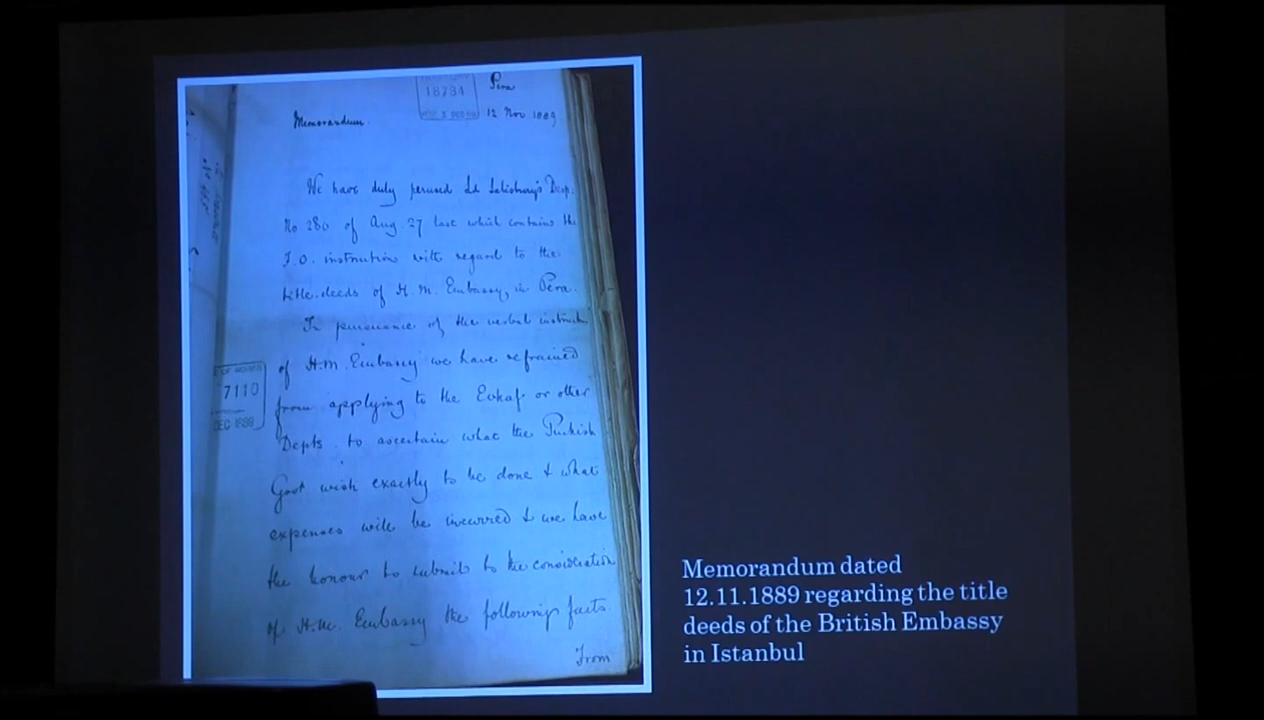 18734
Pera
12 Nov 1889
Memorandum
We have duly perused Ld Salisbury's Desp:
No 280 of Aug. 27 last which contains the
F.O. instruction with regard to the
title-deeds of H.M. Embassy, in Pera.
In pursuance of the verbal instruct
of H.M. Embassy we have refrained
from applying to the Evkaf or other
Depts. to ascertain what the Turkish
Govt wish exactly to be done & what
expenses will be incurred & we have
the honour to submit to the consideration
of H.M. Embassy the following facts.
From
OF WORKS
7110
DEC 1889
Memorandum dated
12.11.1889 regarding the title
deeds of the British Embassy
in Istanbul